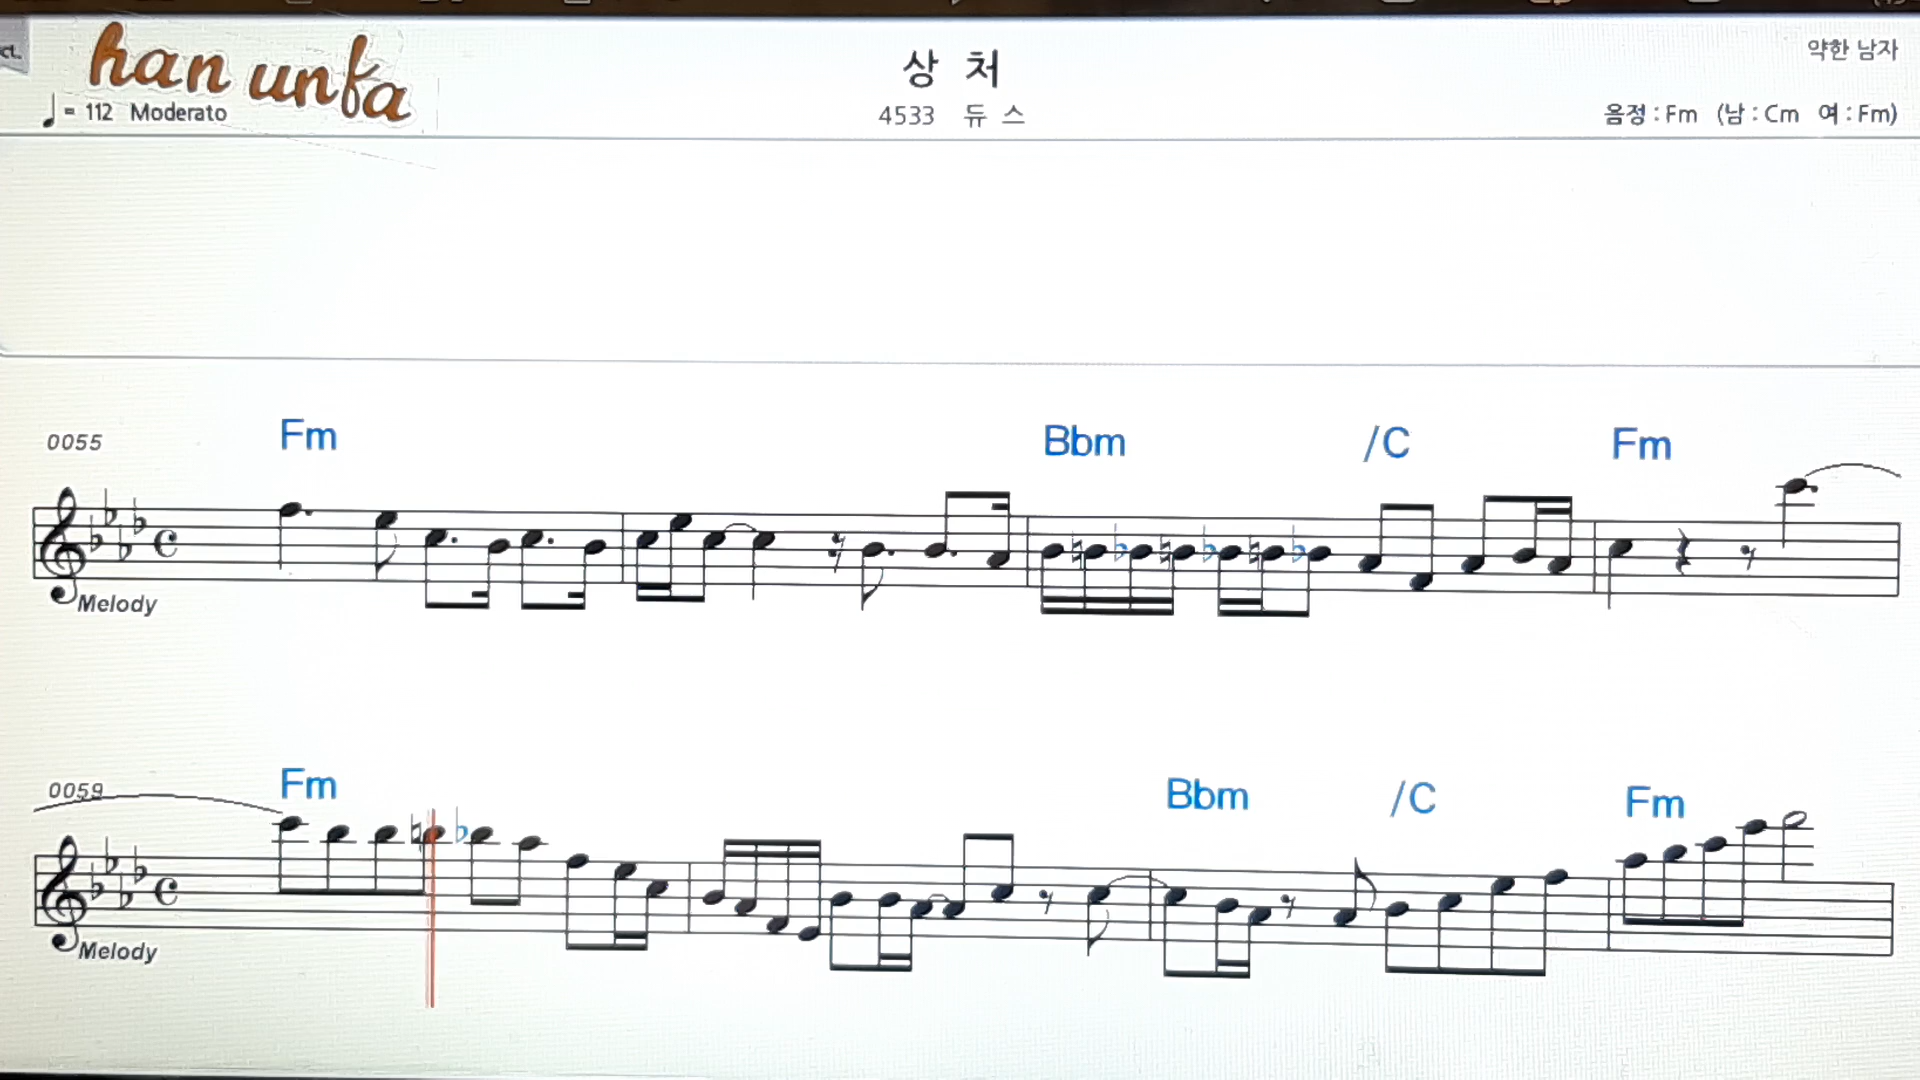 ct.
han unfa
♩= 112 Moderato
상 처
4533 듀 스
약한 남자
음정 : Fm (남 : Cm 여 : Fm)
0055
Fm Bbm /C Fm
Melody
0059
Fm Bbm /C Fm
Melody